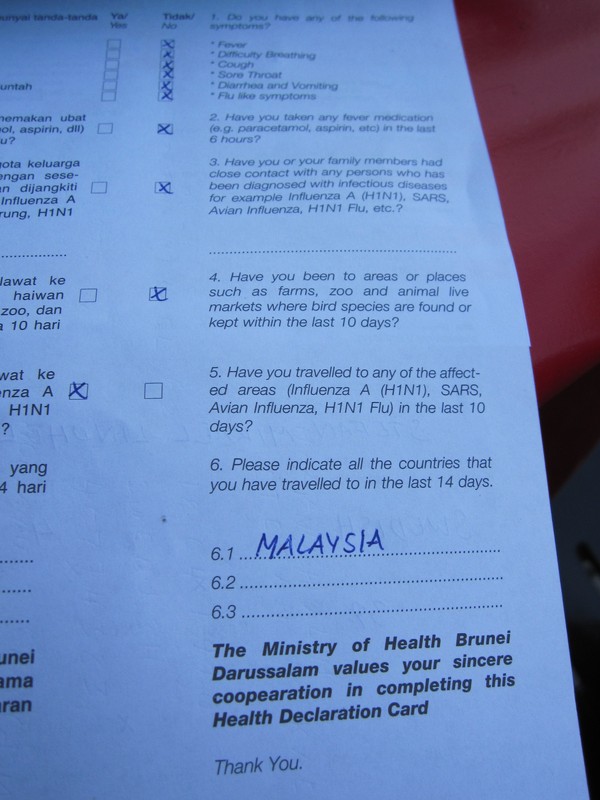 tanda-tanda Ya/ Tidak/ 1. Do you have any of the following
Yes No symptoms?
* Fever
* Difficulty Breathing
* Cough
* Sore Throat
untah * Diarrhea and Vomiting
* Flu like symptoms
nemakan ubat 2. Have you taken any fever medication
ol, aspirin, dll) (e.g. paracetamol, aspirin, etc) in the last
u? 6 hours?
ota keluarga 3. Have you or your family members had
engan sese- close contact with any persons who has
an dijangkiti been diagnosed with infectious diseases
Influenza A for example Influenza A (H1N1), SARS,
rung, H1N1 Avian Influenza, H1N1 Flu, etc.?
lawat ke 4. Have you been to areas or places
haiwan such as farms, zoo and animal live
zoo, dan markets where bird species are found or
a 10 hari kept within the last 10 days?
wat ke 5. Have you travelled to any of the affect-
enza A ed areas (Influenza A (H1N1), SARS,
H1N1 Avian Influenza, H1N1 Flu) in the last 10
? days?
yang 6. Please indicate all the countries that
4 hari you have travelled to in the last 14 days.
6.1 MALAYSIA
6.2
6.3
unei The Ministry of Health Brunei
ama Darussalam values your sincere
aran coopearation in completing this
Health Declaration Card
Thank You.